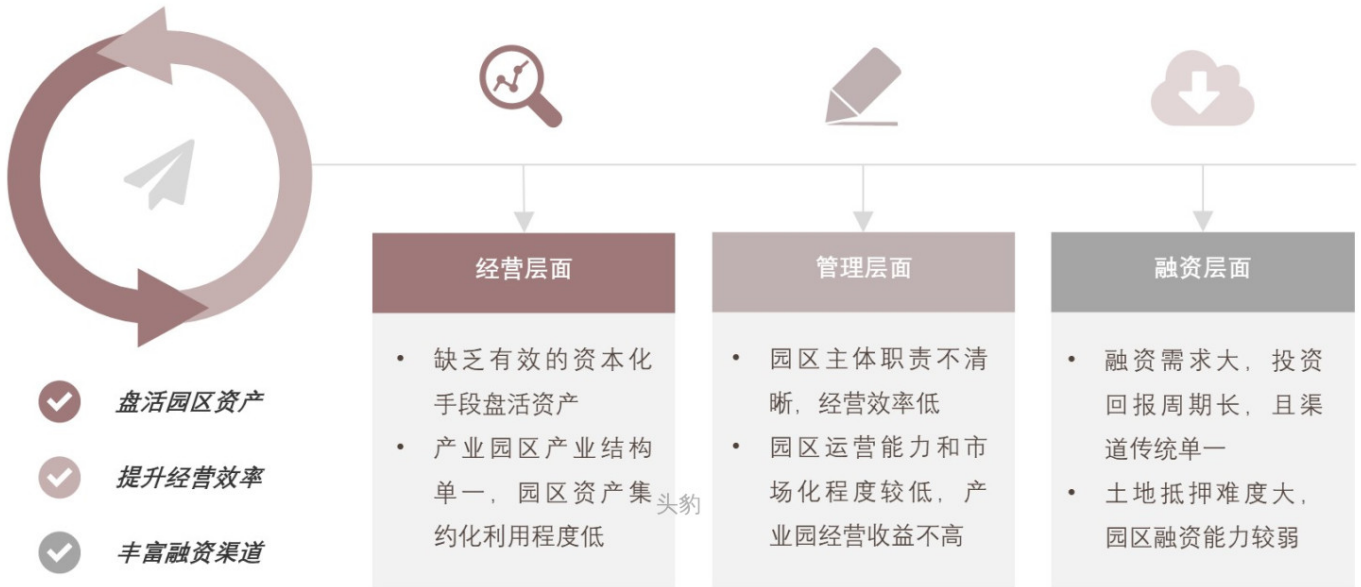 盘活园区资产
提升经营效率
丰富融资渠道
经营层面
• 缺乏有效的资本化
手段盘活资产
• 产业园区产业结构
单一，园区资产集
约化利用程度低
管理层面
• 园区主体职责不清
晰，经营效率低
• 园区运营能力和市
场化程度较低，产
业园经营收益不高
融资层面
• 融资需求大，投资
回报周期长，且渠
道传统单一
• 土地抵押难度大，
园区融资能力较弱
头豹